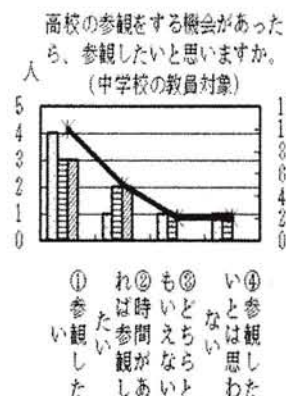 高校の参観をする機会があった
ら、参観したいと思いますか。
(中学校の教員対象)
人
5
4
3
2
1
0
1
1
8
6
4
2
0
①参観した
い
②時間があ
れば参観し
たい
③どちらと
もいえない
④参観した
いとは思わ
ない